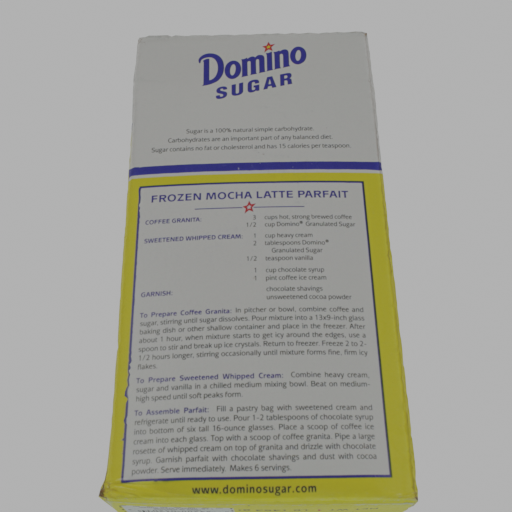 Domino
SUGAR
Sugar is a 100% natural simple carbohydrate.
Carbohydrates are an important part of any balanced diet.
Sugar contains no fat or cholesterol and has 15 calories per teaspoon.
FROZEN MOCHA LATTE PARFAIT
COFFEE GRANITA: 3 cups hot, strong brewed coffee
1/2 cup Domino® Granulated Sugar
SWEETENED WHIPPED CREAM: 1 cup heavy cream
2 tablespoons Domino®
Granulated Sugar
1/2 teaspoon vanilla
1 cup chocolate syrup
1 pint coffee ice cream
GARNISH: chocolate shavings
unsweetened cocoa powder
To Prepare Coffee Granita: In pitcher or bowl, combine coffee and
sugar, stirring until sugar dissolves. Pour mixture into a 13x9-inch glass
baking dish or other shallow container and place in the freezer. After
about 1 hour, when mixture starts to get icy around the edges, use a
spoon to stir and break up ice crystals. Return to freezer. Freeze 2 to 2-
1/2 hours longer, stirring occasionally until mixture forms fine, firm icy
flakes.
To Prepare Sweetened Whipped Cream: Combine heavy cream,
sugar and vanilla in a chilled medium mixing bowl. Beat on medium-
high speed until soft peaks form.
To Assemble Parfait: Fill a pastry bag with sweetened cream and
refrigerate until ready to use. Pour 1-2 tablespoons of chocolate syrup
into bottom of six tall 16-ounce glasses. Place a scoop of coffee ice
cream into each glass. Top with a scoop of coffee granita. Pipe a large
rosette of whipped cream on top of granita and drizzle with chocolate
syrup. Garnish parfait with chocolate shavings and dust with cocoa
powder. Serve immediately. Makes 6 servings.
www.dominosugar.com